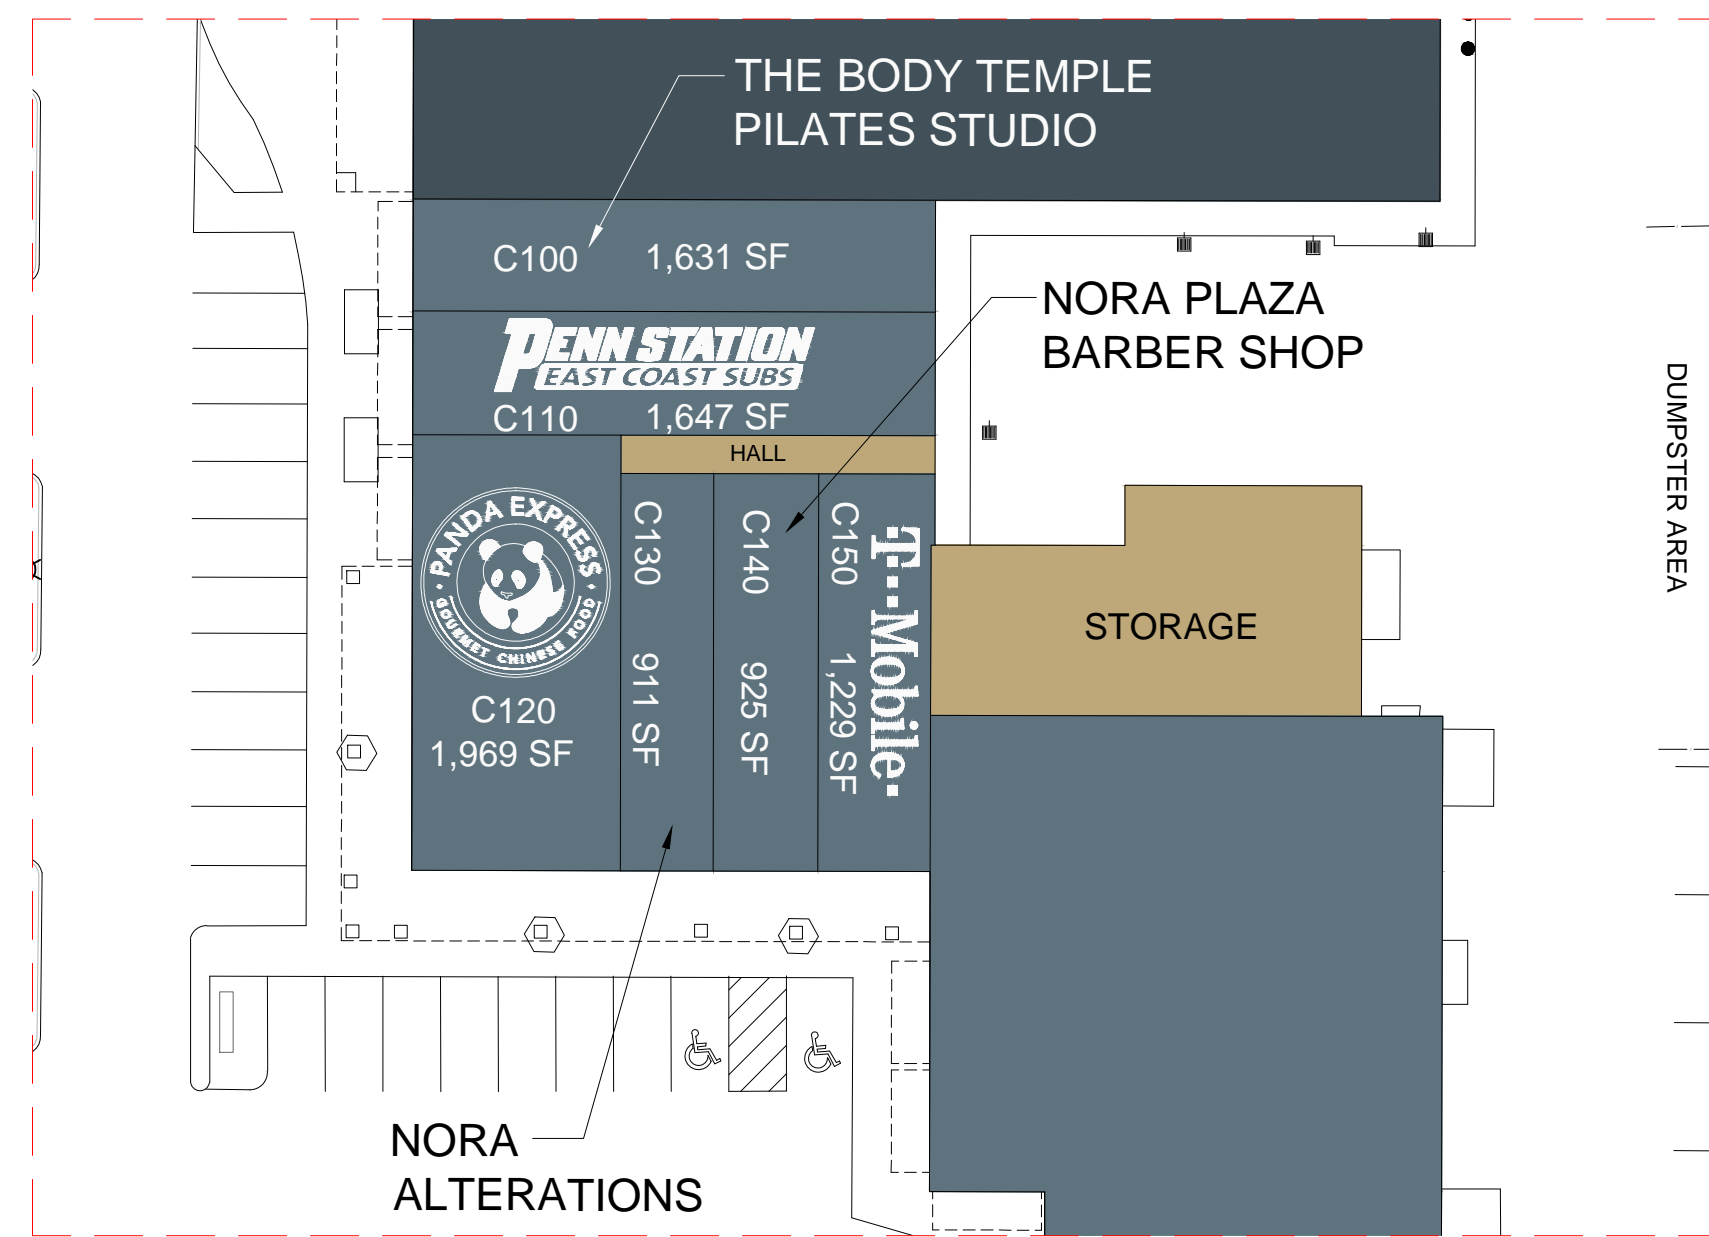 THE BODY TEMPLE
PILATES STUDIO
C100 1,631 SF
NORA PLAZA
BARBER SHOP
PENN STATION
EAST COAST SUBS
C110 1,647 SF
HALL
DUMPSTER AREA
PANDA EXPRESS
GOURMET CHINESE FOOD
C120
1,969 SF
C130 911 SF
C140 925 SF
C150 1,229 SF
T··Mobile·
STORAGE
NORA
ALTERATIONS